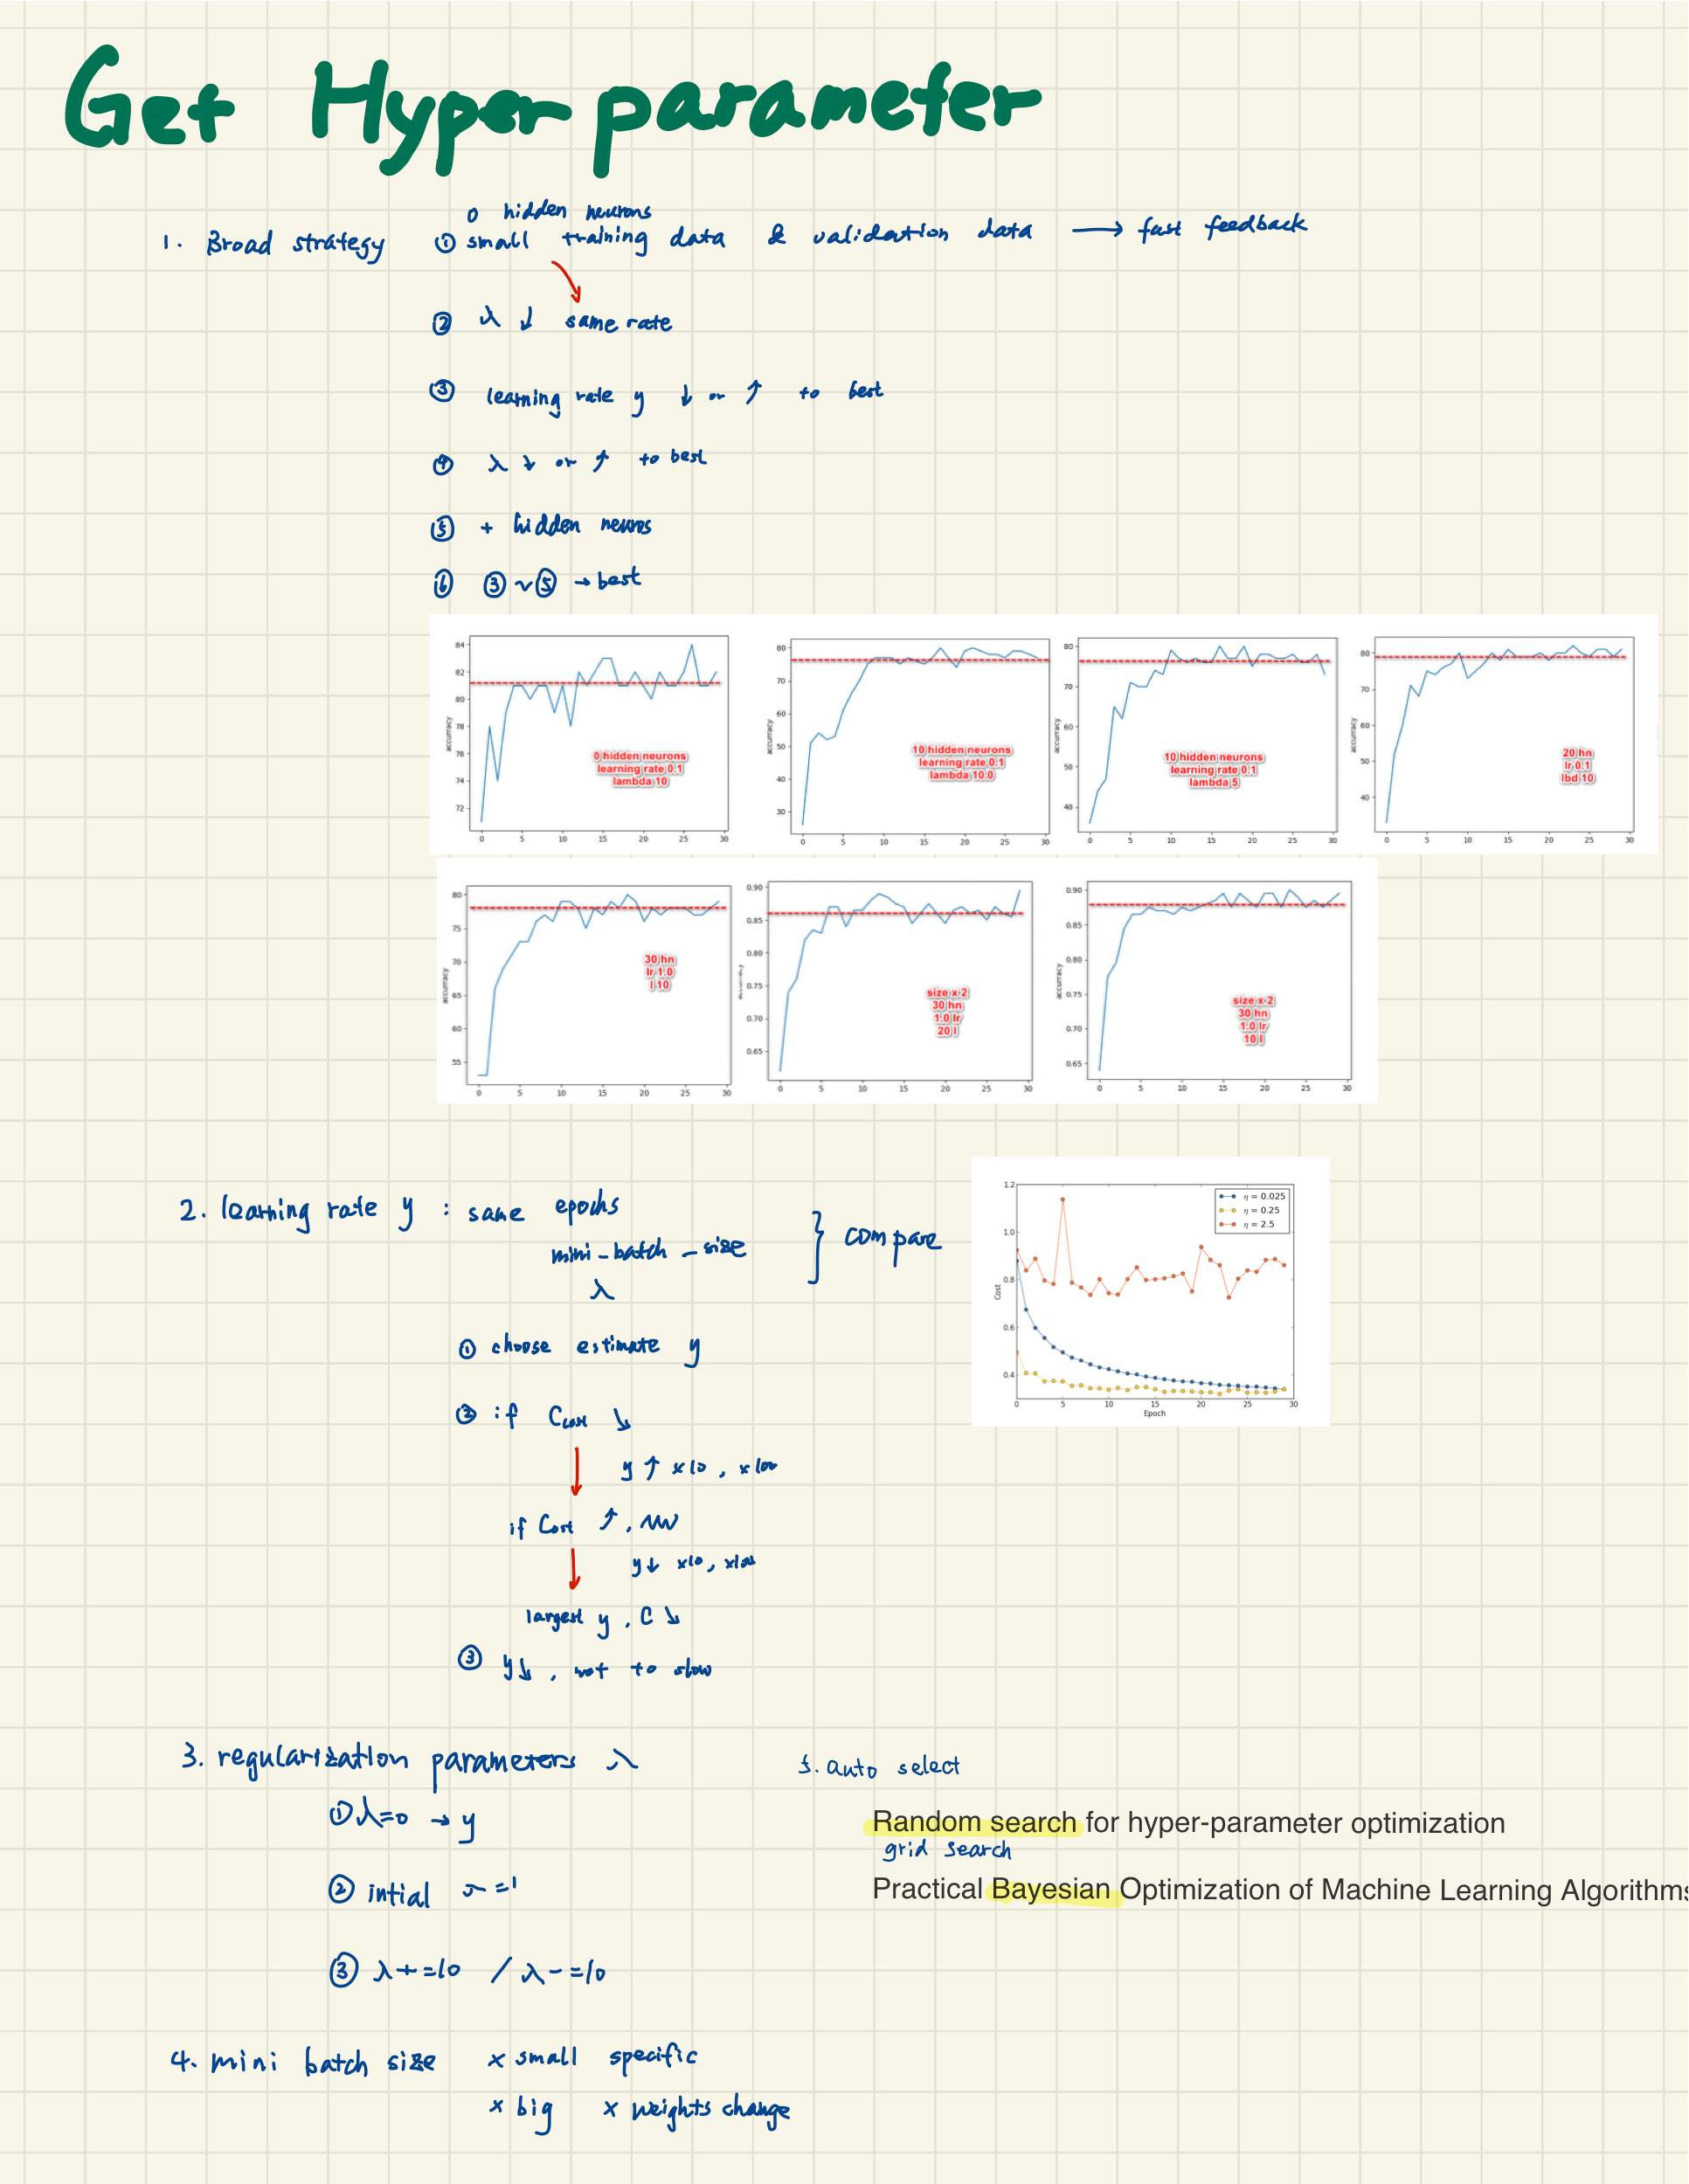 Get Hyperparameter
0 hidden neurons
1. Broad strategy ① small training data & validation data → fast feedback
② λ ↓ same rate
③ learning rate y ↓ or ↑ to best
④ λ ↓ or ↑ to best
⑤ + hidden neuros
⑥ ③ ~ ⑤ → best
84
82
80
78
76
74
72
accuracy
0 hidden neurons
learning rate 0.1
lambda 10
0 5 10 15 20 25 30
80
70
60
50
40
30
accuracy
10 hidden neurons
learning rate 0.1
lambda 10.0
0 5 10 15 20 25 30
80
70
60
50
40
accuracy
10 hidden neurons
learning rate 0.1
lambda 5
0 5 10 15 20 25 30
80
70
60
50
40
accuracy
20 hn
lr 0.1
lbd 10
0 5 10 15 20 25 30
80
75
70
65
60
55
accuracy
30 hn
lr 1.0
l 10
0 5 10 15 20 25 30
0.90
0.85
0.80
0.75
0.70
0.65
size x 2
30 hn
1.0 lr
20 l
0 5 10 15 20 25 30
0.90
0.85
0.80
0.75
0.70
0.65
accuracy
size x 2
30 hn
1.0 lr
10 l
0 5 10 15 20 25 30
2. learning rate y : same epochs
mini-batch-size
λ
} compare
1.2
1.0
0.8
0.6
0.4
Cost
η = 0.025
η = 0.25
η = 2.5
0 5 10 15 20 25 30
Epoch
① choose estimate y
② if Cost ↘
y ↑ x10, x100
if Cost ↗,
y ↓ x10, x100
largest y, C ↘
③ y↘, not to slow
3. regularization parameters λ
① λ=0 → y
② intial λ=1
③ λ+=10 / λ-=10
5. auto select
Random search for hyper-parameter optimization
grid search
Practical Bayesian Optimization of Machine Learning Algorithms
4. mini batch size x small specific
x big x weights change